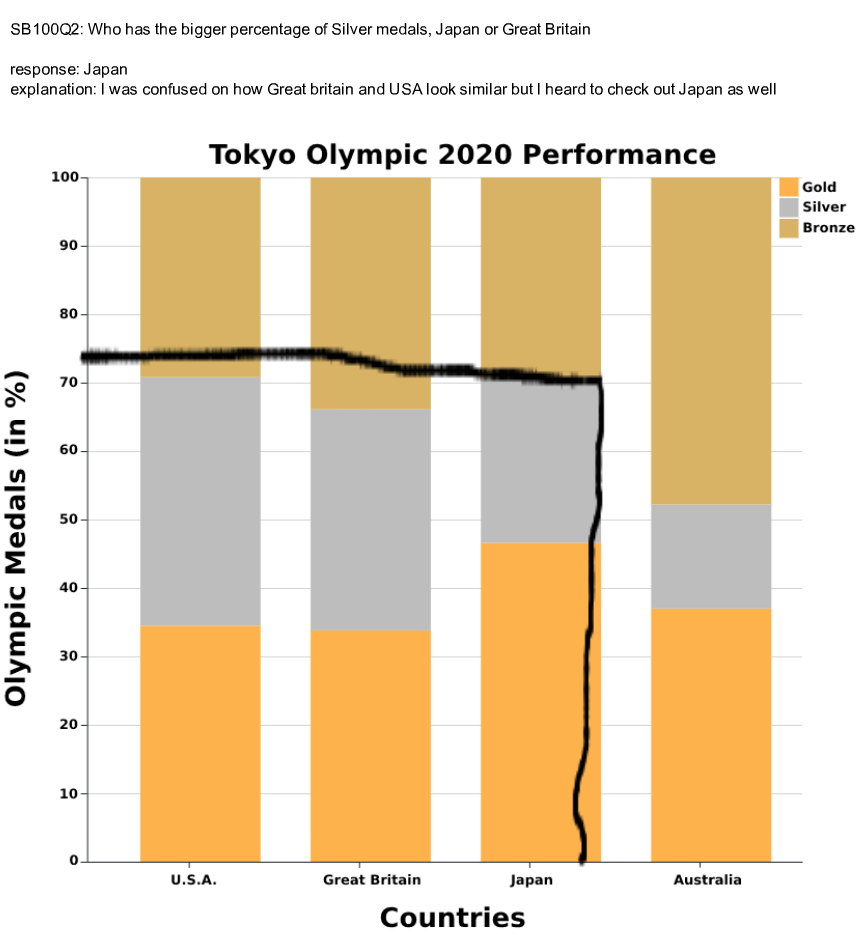 SB100Q2: Who has the bigger percentage of Silver medals, Japan or Great Britain
response: Japan
explanation: I was confused on how Great britain and USA look similar but I heard to check out Japan as well
Tokyo Olympic 2020 Performance
Gold
Silver
Bronze
100
90
80
70
60
50
40
30
20
10
0
Olympic Medals (in %)
U.S.A.
Great Britain
Japan
Australia
Countries